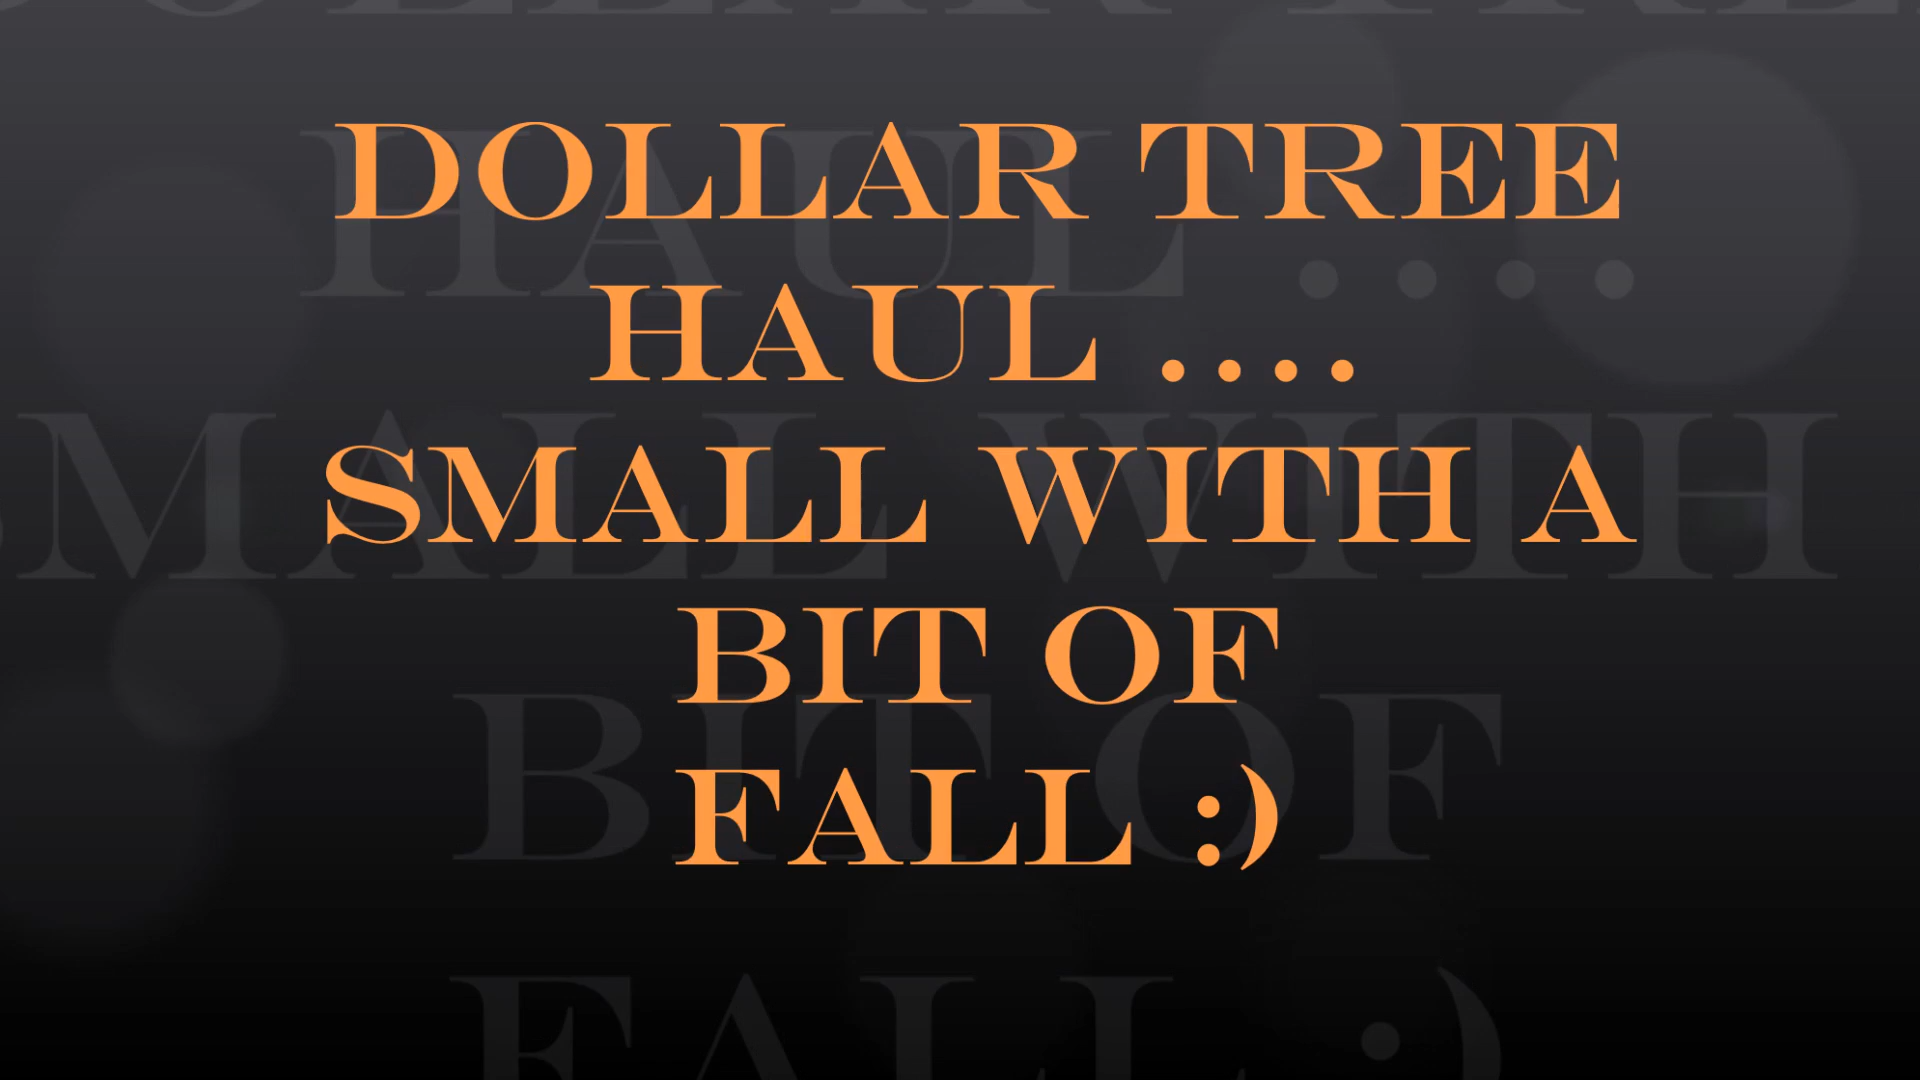 DOLLAR TREE
HAUL ....
SMALL WITH A
BIT OF
FALL :)